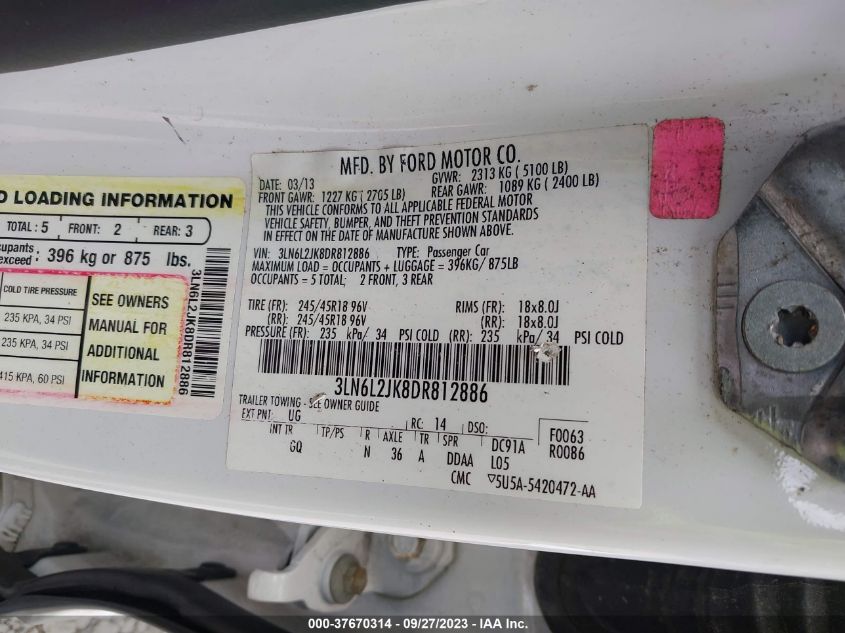 MFD. BY FORD MOTOR CO.
DATE: 03/13 GVWR: 2313 KG ( 5100 LB)
FRONT GAWR: 1227 KG ( 2705 LB) REAR GAWR: 1089 KG ( 2400 LB)
THIS VEHICLE CONFORMS TO ALL APPLICABLE FEDERAL MOTOR
VEHICLE SAFETY, BUMPER, AND THEFT PREVENTION STANDARDS
IN EFFECT ON THE DATE OF MANUFACTURE SHOWN ABOVE.
VIN: 3LN6L2JK8DR812886 TYPE: Passenger Car
MAXIMUM LOAD = OCCUPANTS + LUGGAGE = 396KG/ 875LB
OCCUPANTS = 5 TOTAL; 2 FRONT, 3 REAR
TIRE (FR): 245/45R18 96V RIMS (FR): 18x8.0J
(RR): 245/45R18 96V (RR): 18x8.0J
PRESSURE (FR): 235 kPa/ 34 PSI COLD (RR): 235 kPa/ 34 PSI COLD
3LN6L2JK8DR812886
TRAILER TOWING - SEE OWNER GUIDE
EXT PNT: UG RC: 14 DSO:
INT TR TP/PS R AXLE TR SPR DC91A F0063
GQ N 36 A DDAA L05 R0086
CMC ▽5U5A-5420472-AA
D LOADING INFORMATION
TOTAL: 5 FRONT: 2 REAR: 3
cupants
exceed: 396 kg or 875 lbs.
COLD TIRE PRESSURE
235 KPA, 34 PSI
235 KPA, 34 PSI
415 KPA, 60 PSI
SEE OWNERS
MANUAL FOR
ADDITIONAL
INFORMATION
3LN6L2JK8DR812886
000-37670314 / 09/27/2023 - IAA Inc.